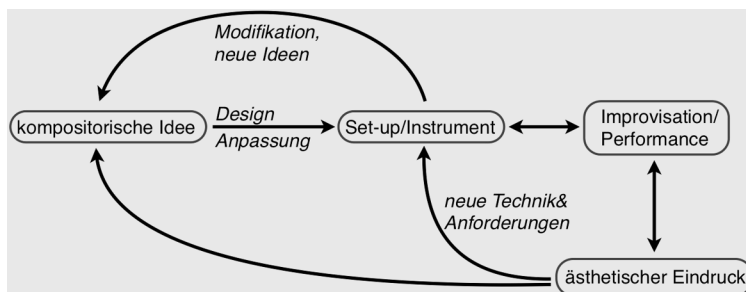 Modifikation,
neue Ideen
kompositorische Idee
Design
Anpassung
Set-up/Instrument
Improvisation/
Performance
neue Technik&
Anforderungen
ästhetischer Eindruck